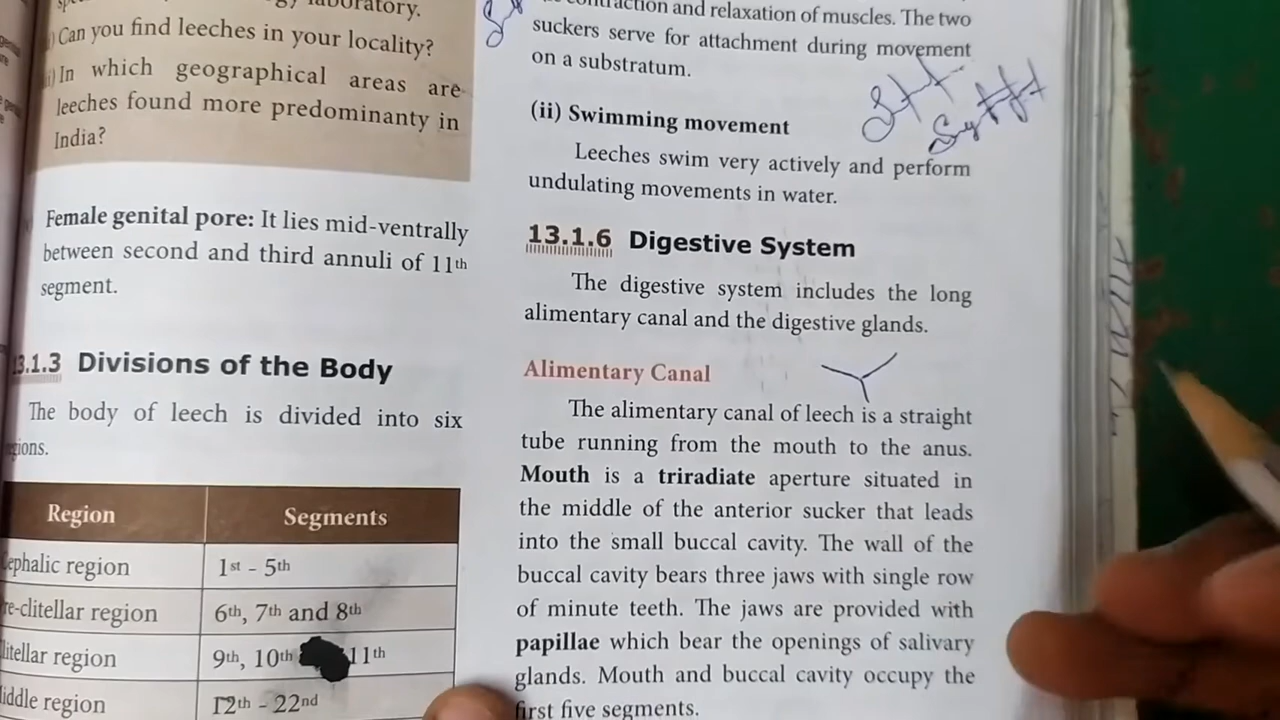 laboratory.
Can you find leeches in your locality?
In which geographical areas are
leeches found more predominanty in
India?
Female genital pore: It lies mid-ventrally
between second and third annuli of 11th
segment.
13.1.3 Divisions of the Body
The body of leech is divided into six
Region Segments
Cephalic region 1st - 5th
Pre-clitellar region 6th, 7th and 8th
Clitellar region 9th, 10th 11th
Middle region 12th - 22nd
and relaxation of muscles. The two
suckers serve for attachment during movement
on a substratum.
(ii) Swimming movement
Leeches swim very actively and perform
undulating movements in water.
13.1.6 Digestive System
The digestive system includes the long
alimentary canal and the digestive glands.
Alimentary Canal
The alimentary canal of leech is a straight
tube running from the mouth to the anus.
Mouth is a triradiate aperture situated in
the middle of the anterior sucker that leads
into the small buccal cavity. The wall of the
buccal cavity bears three jaws with single row
of minute teeth. The jaws are provided with
papillae which bear the openings of salivary
glands. Mouth and buccal cavity occupy the
first five segments.